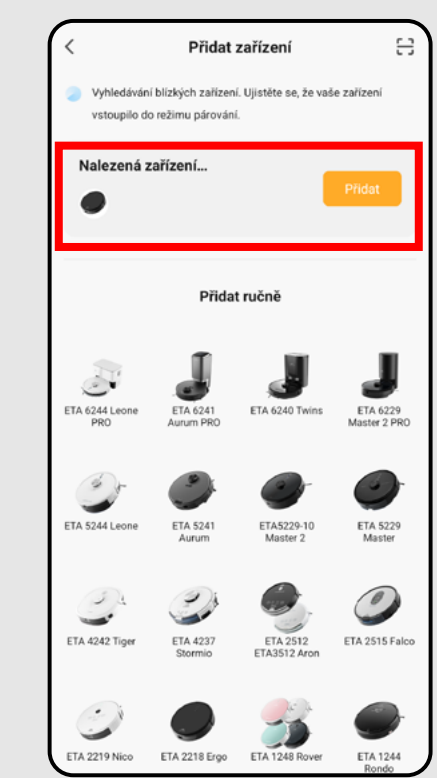 Přidat zařízení
Vyhledávání blízkých zařízení. Ujistěte se, že vaše zařízení
vstoupilo do režimu párování.
Nalezená zařízení...
Přidat
Přidat ručně
ETA 6244 Leone
PRO
ETA 6241
Aurum PRO
ETA 6240 Twins
ETA 6229
Master 2 PRO
ETA 5244 Leone
ETA 5241
Aurum
ETA5229-10
Master 2
ETA 5229
Master
ETA 4242 Tiger
ETA 4237
Stormio
ETA 2512
ETA3512 Aron
ETA 2515 Falco
ETA 2219 Nico
ETA 2218 Ergo
ETA 1248 Rover
ETA 1244
Rondo